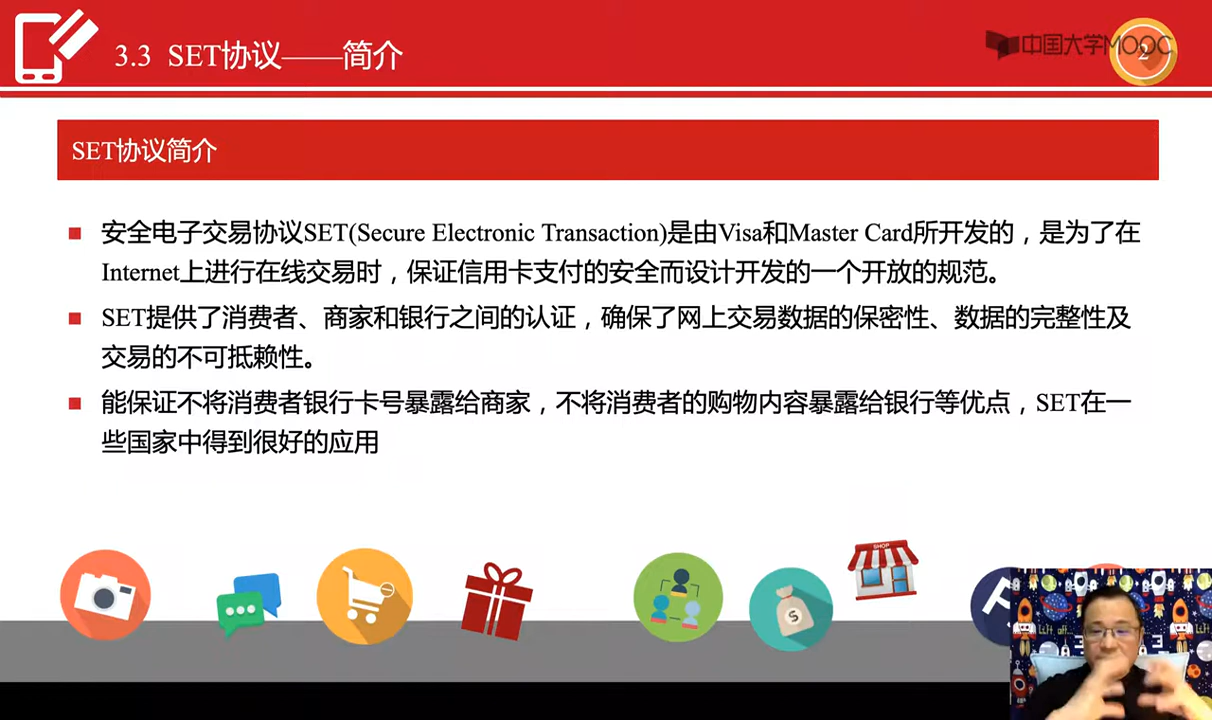 3.3 SET协议——简介
中国大学MOOC
2
SET协议简介
安全电子交易协议SET(Secure Electronic Transaction)是由Visa和Master Card所开发的，是为了在
Internet上进行在线交易时，保证信用卡支付的安全而设计开发的一个开放的规范。
SET提供了消费者、商家和银行之间的认证，确保了网上交易数据的保密性、数据的完整性及
交易的不可抵赖性。
能保证不将消费者银行卡号暴露给商家，不将消费者的购物内容暴露给银行等优点，SET在一
些国家中得到很好的应用
SHOP
$